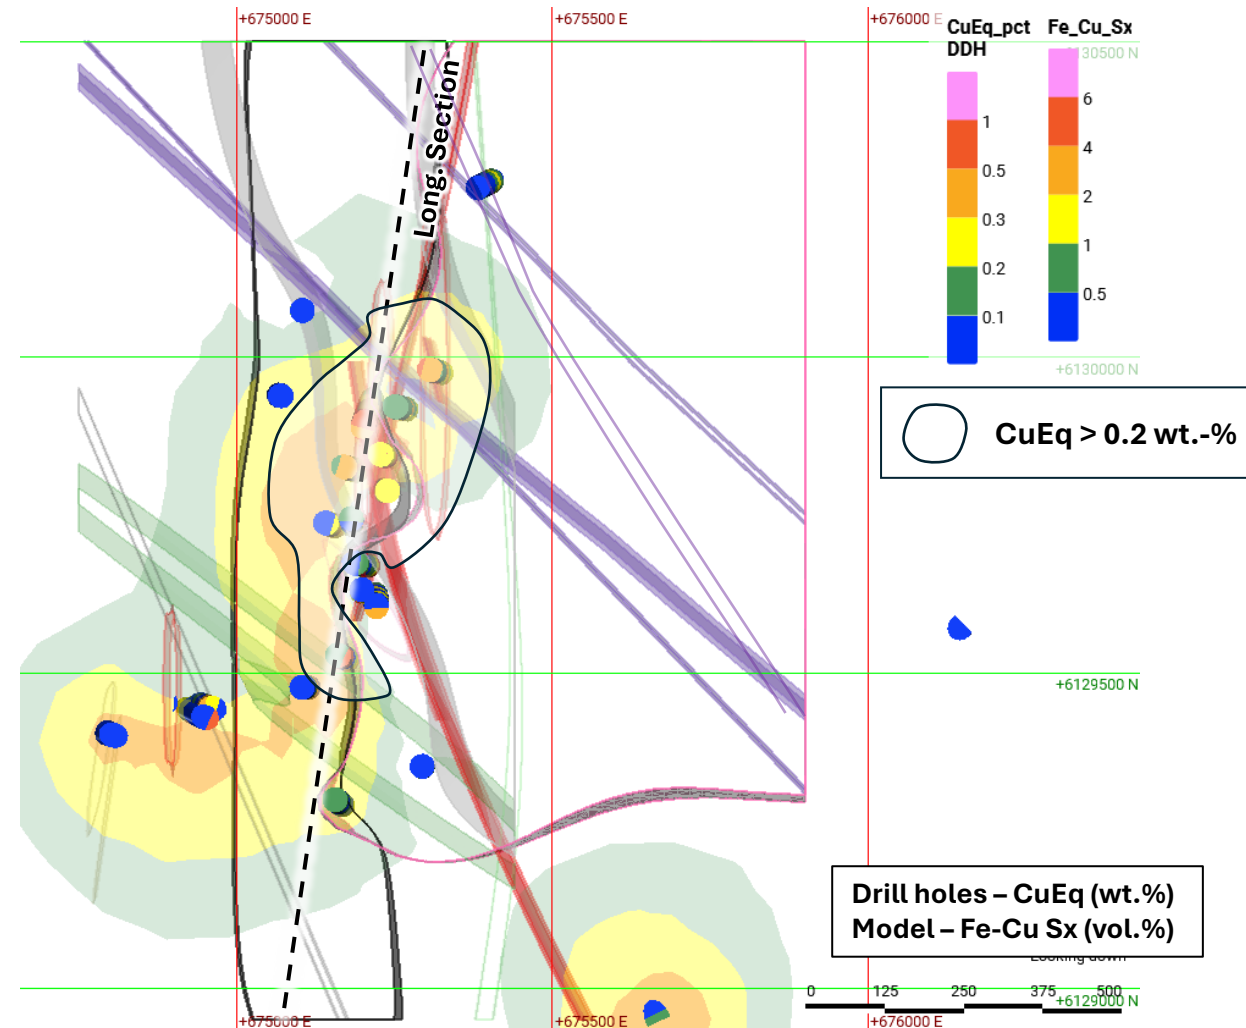 +675000 E
+675500 E
+676000 E
CuEq_pct
DDH
1
0.5
0.3
0.2
0.1
Fe_Cu_Sx
6
4
2
1
0.5
Long. Section
+6130000 N
CuEq > 0.2 wt.-%
+6129500 N
Drill holes – CuEq (wt.%)
Model – Fe-Cu Sx (vol.%)
Looking down
0 125 250 375 500
+6129000 N
+675000 E
+675500 E
+676000 E